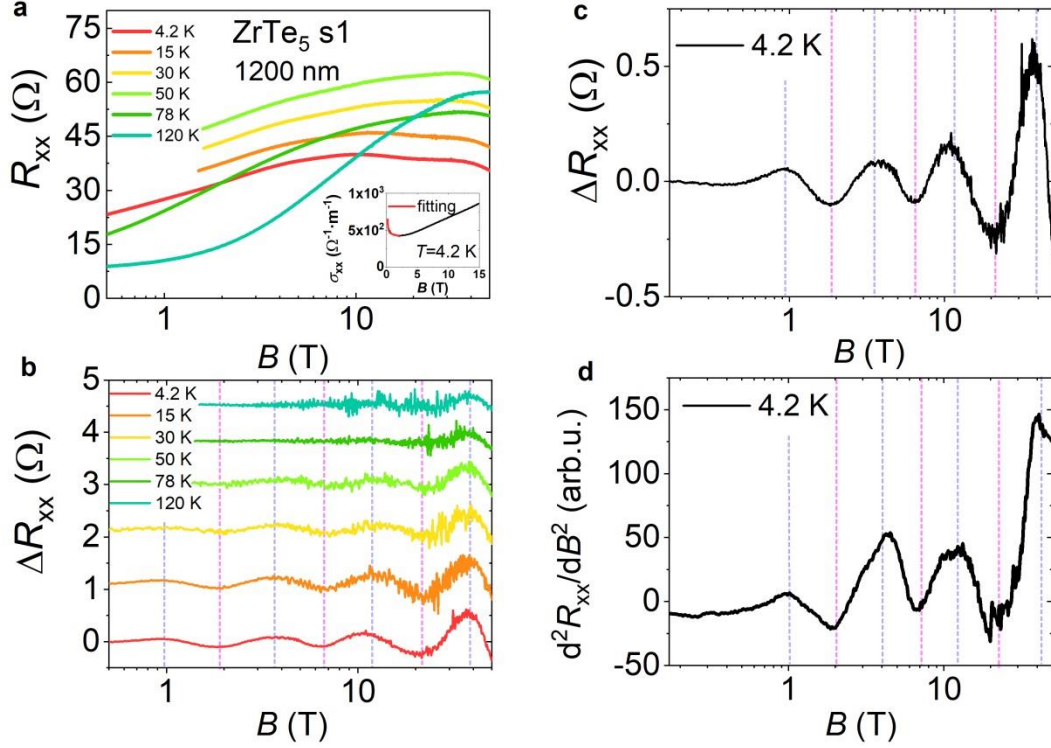 a
75
60
45
30
15
0
Rxx (Ω)
4.2 K
15 K
30 K
50 K
78 K
120 K
ZrTe5 s1
1200 nm
1x10³
5x10²
0
σxx (Ω⁻¹·m⁻¹)
fitting
T=4.2 K
0 5 10 15
B (T)
1 10
B (T)
b
5
4
3
2
1
0
ΔRxx (Ω)
4.2 K
15 K
30 K
50 K
78 K
120 K
1 10
B (T)
c
4.2 K
0.5
0.0
-0.5
ΔRxx (Ω)
1 10
B (T)
d
4.2 K
150
100
50
0
-50
d²Rxx/dB² (arb.u.)
1 10
B (T)